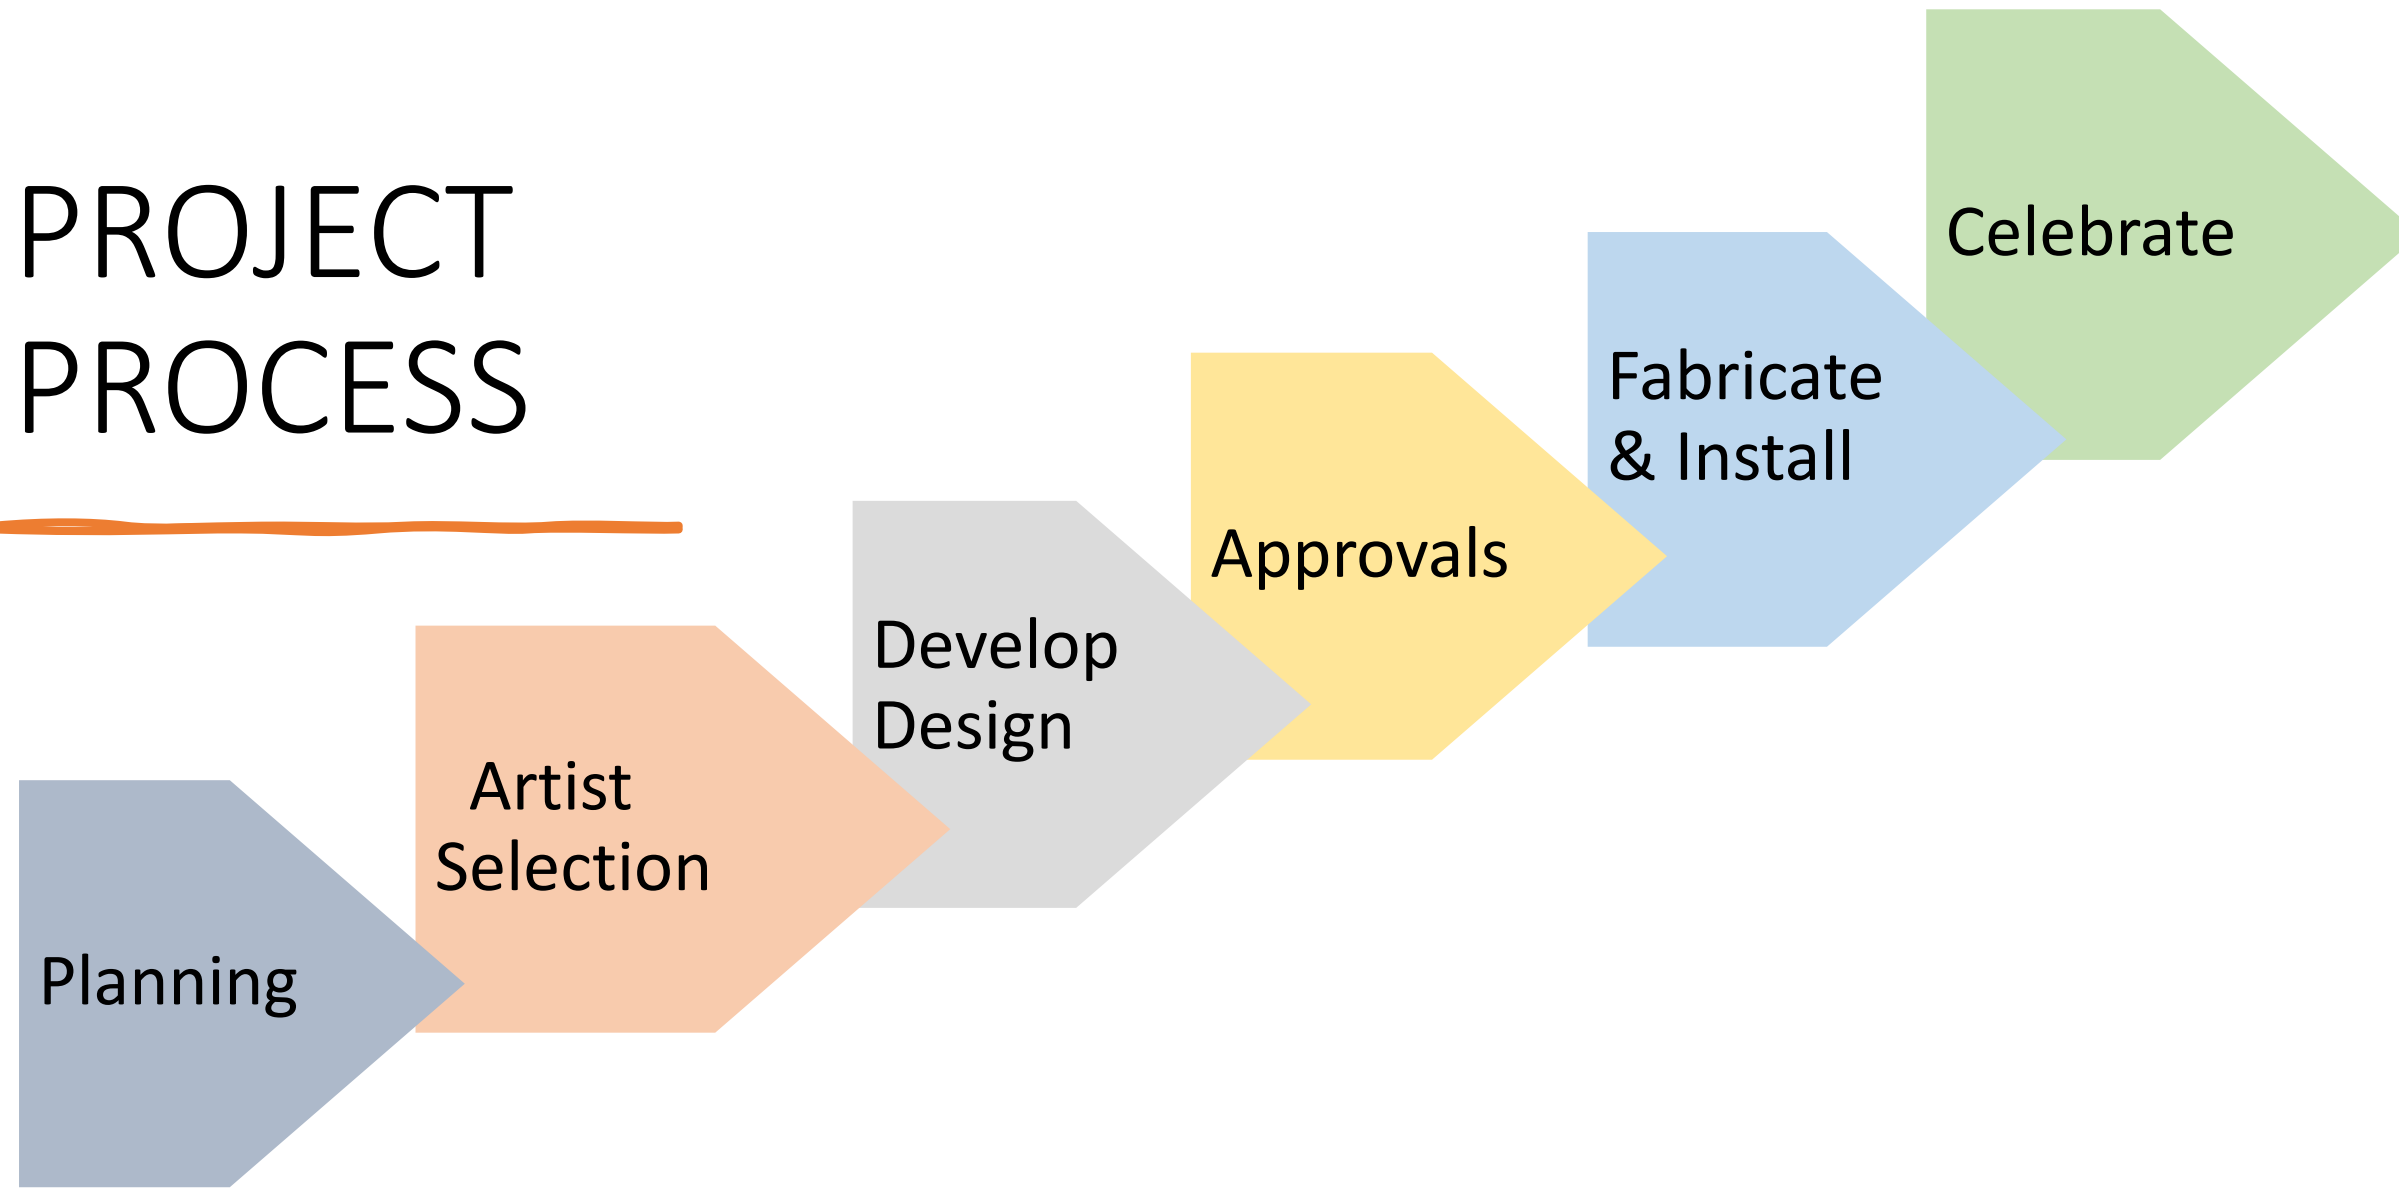 PROJECT
PROCESS
Planning
Artist
Selection
Develop
Design
Approvals
Fabricate
& Install
Celebrate